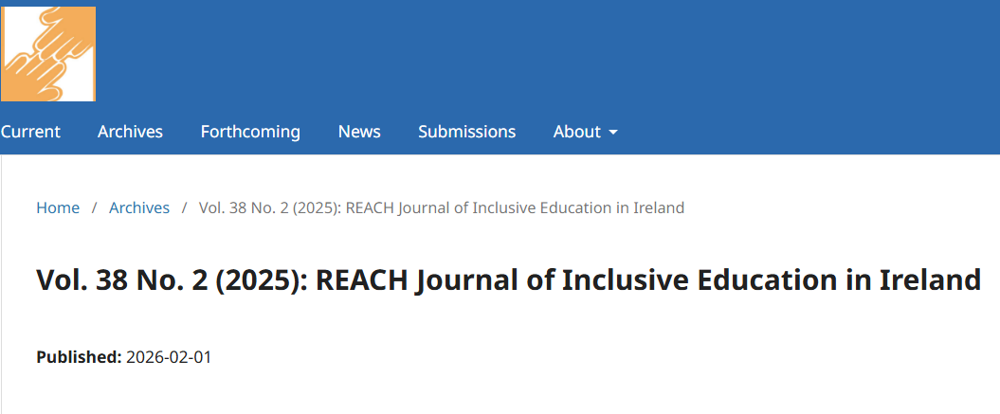 Current Archives Forthcoming News Submissions About
Home / Archives / Vol. 38 No. 2 (2025): REACH Journal of Inclusive Education in Ireland
Vol. 38 No. 2 (2025): REACH Journal of Inclusive Education in Ireland
Published: 2026-02-01